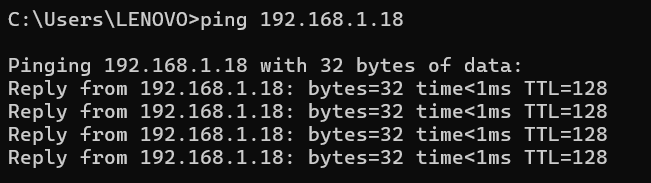 C:\Users\LENOVO>ping 192.168.1.18
Pinging 192.168.1.18 with 32 bytes of data:
Reply from 192.168.1.18: bytes=32 time<1ms TTL=128
Reply from 192.168.1.18: bytes=32 time<1ms TTL=128
Reply from 192.168.1.18: bytes=32 time<1ms TTL=128
Reply from 192.168.1.18: bytes=32 time<1ms TTL=128